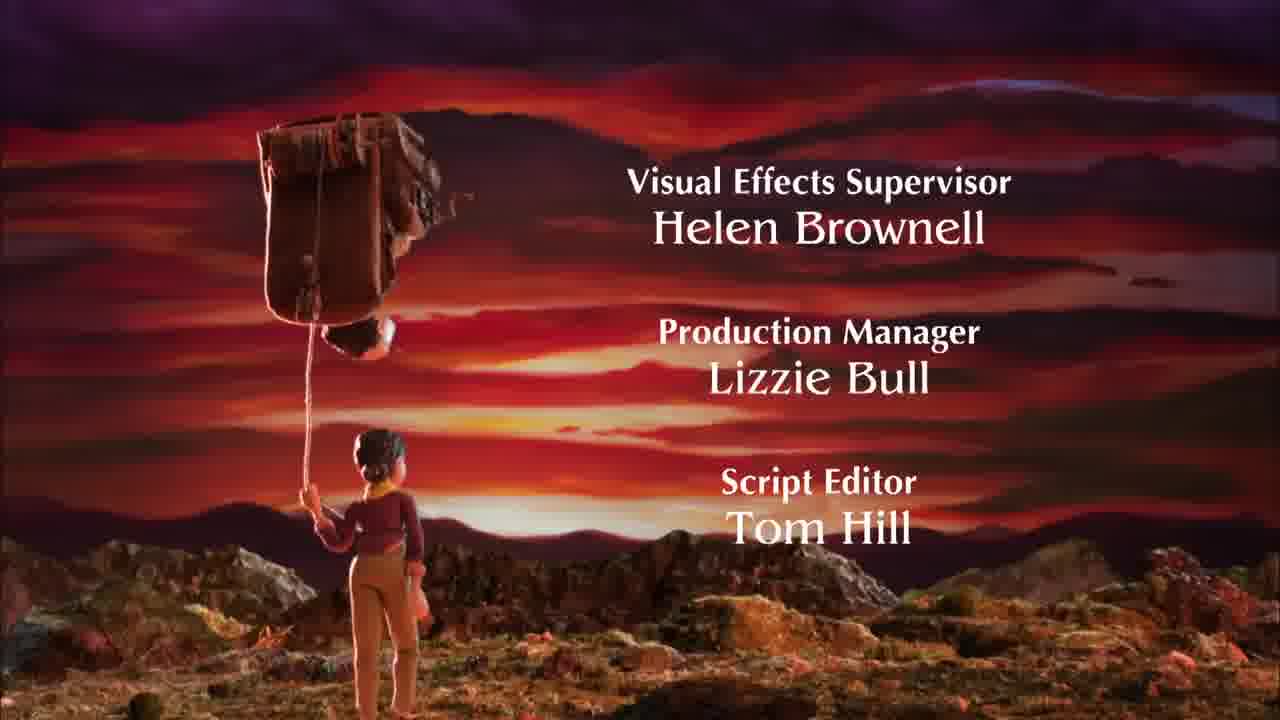 Visual Effects Supervisor
Helen Brownell
Production Manager
Lizzie Bull
Script Editor
Tom Hill